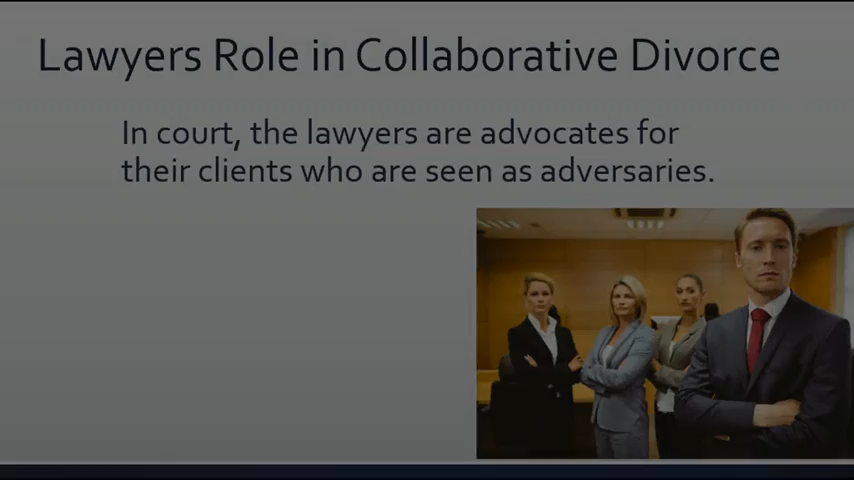 Lawyers Role in Collaborative Divorce
In court, the lawyers are advocates for
their clients who are seen as adversaries.